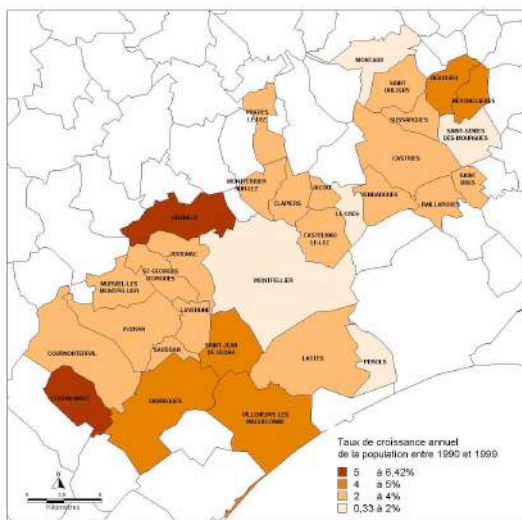 MONTAUD
SAINT
DREZERY
BEAULIEU
RESTINCLIERES
SUSSARGUES
SAINT-GENIES
DES-MOURGUES
PRADES
LE-LEZ
CASTRIES
MONTFERRIER
SUR-LEZ
JACOU
CLAPIERS
LE CRES
VENDARGUES
SAINT
BRES
BAILLARGUES
CASTELNAU
LE-LEZ
GRABELS
JUVIGNAC
ST-GEORGES
D'ORQUES
MURVIEL-LES
MONTPELLIER
MONTPELLIER
LAVERUNE
PIGNAN
SAINT-JEAN
DE-VEDAS
SAUSSAN
COURNONTERRAL
LATTES
PEROLS
COURNONSEC
FABREGUES
VILLENEUVE-LES
MAGUELONNE
Taux de croissance annuel
de la population entre 1990 et 1999
5 à 6,42%
4 à 5%
2 à 4%
0,33 à 2%
N
Kilomètres